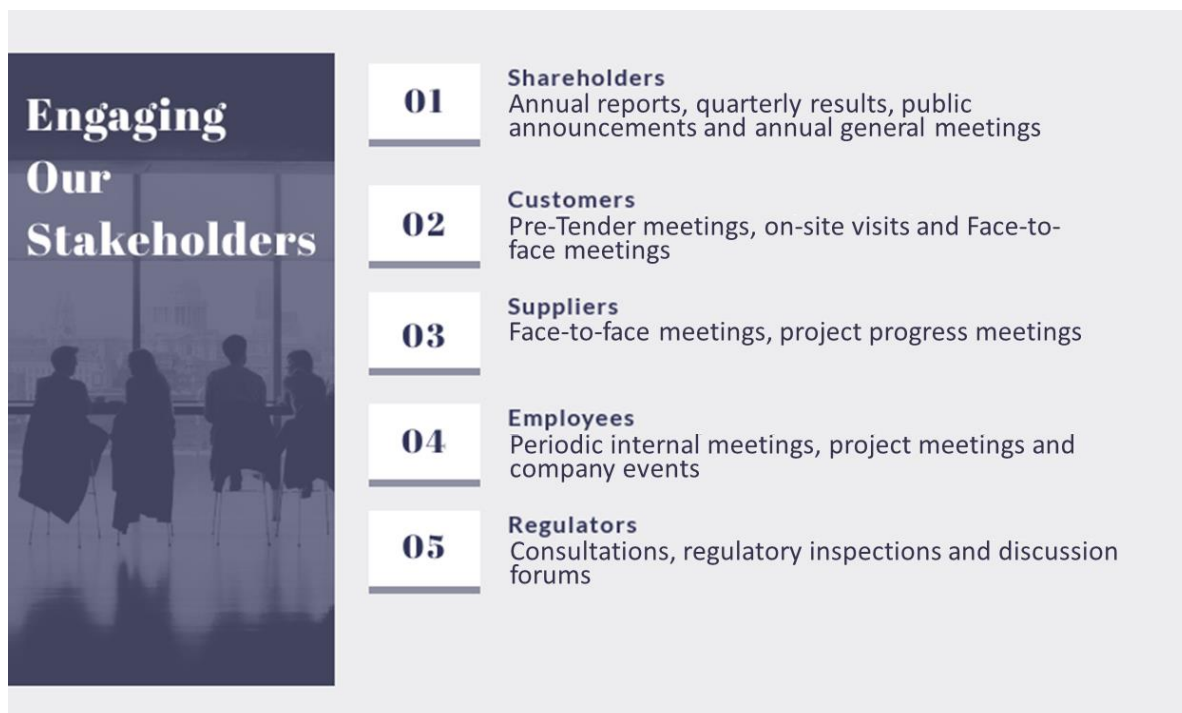 Engaging
Our
Stakeholders
01
Shareholders
Annual reports, quarterly results, public
announcements and annual general meetings
02
Customers
Pre-Tender meetings, on-site visits and Face-to-
face meetings
03
Suppliers
Face-to-face meetings, project progress meetings
04
Employees
Periodic internal meetings, project meetings and
company events
05
Regulators
Consultations, regulatory inspections and discussion
forums